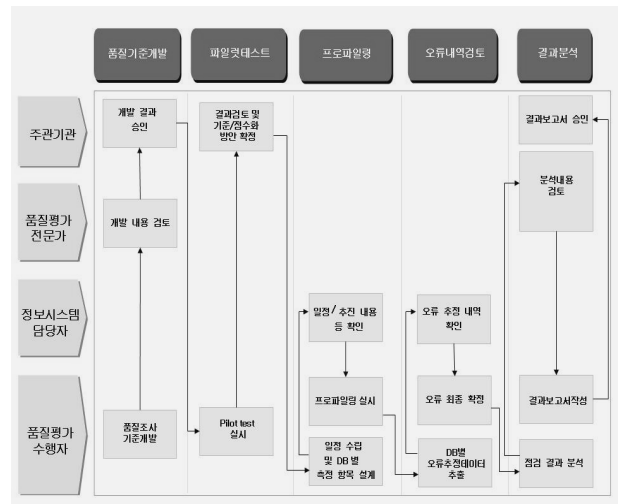 품질기준개발
파일럿테스트
프로파일링
오류내역검토
결과분석
주관기관
개발 결과
승인
결과검토 및
기준/점수화
방안 확정
결과보고서 승인
품질평가
전문가
개발 내용 검토
분석내용
검토
정보시스템
담당자
일정/ 추진 내용
등 확인
오류 추정 내역
확인
품질평가
수행자
품질조사
기준개발
Pilot test
실시
프로파일링 실시
오류 최종 확정
결과보고서작성
일정 수립
및 DB 별
측정 항목 설계
DB별
오류추정데이터
추출
점검 결과 분석